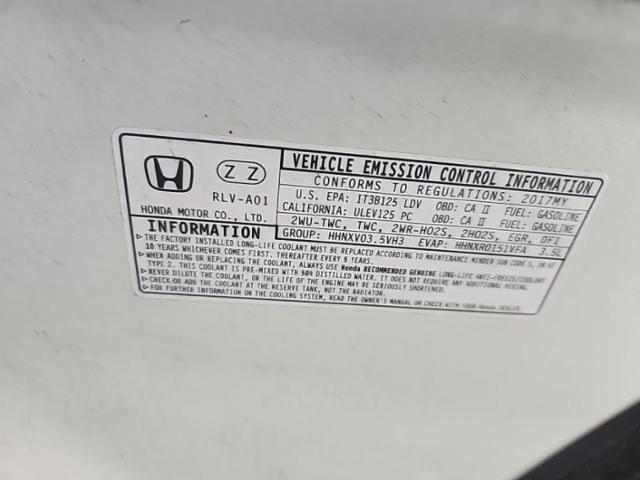 Z Z
RLV-A01
HONDA MOTOR CO., LTD.
VEHICLE EMISSION CONTROL INFORMATION
CONFORMS TO REGULATIONS: 2017MY
U.S. EPA: IT3B125 LDV OBD: CA II FUEL: GASOLINE
CALIFORNIA: ULEV125 PC OBD: CA II FUEL: GASOLINE
2WU-TWC, TWC, 2WR-HO2S, 2HO2S, EGR, DFI
GROUP: HHNXV03.5VH3 EVAP: HHNXR0151VFA 3.5L
INFORMATION
▶THE FACTORY INSTALLED LONG-LIFE COOLANT MUST BE REPLACED ACCORDING TO MAINTENANCE MINDER SUB CODE 5, OR AT
10 YEARS WHICHEVER COMES FIRST. THEREAFTER EVERY 5 YEARS.
▶WHEN ADDING OR REPLACING COOLANT, ALWAYS USE Honda RECOMMENDED GENUINE LONG-LIFE ANTI-FREEZE/COOLANT
TYPE 2. THIS COOLANT IS PRE-MIXED WITH 50% DISTILLED WATER. IT DOES NOT REQUIRE ANY ADDITIONAL MIXING.
▶NEVER DILUTE THE COOLANT, OR THE LIFETIME OF THE ENGINE MAY BE SERIOUSLY SHORTENED.
▶CHECK OR ADD COOLANT AT THE RESERVE TANK, NOT THE RADIATOR.
▶FOR FURTHER INFORMATION ON THE COOLING SYSTEM, READ THE OWNER'S MANUAL OR CHECK WITH YOUR Honda DEALER.